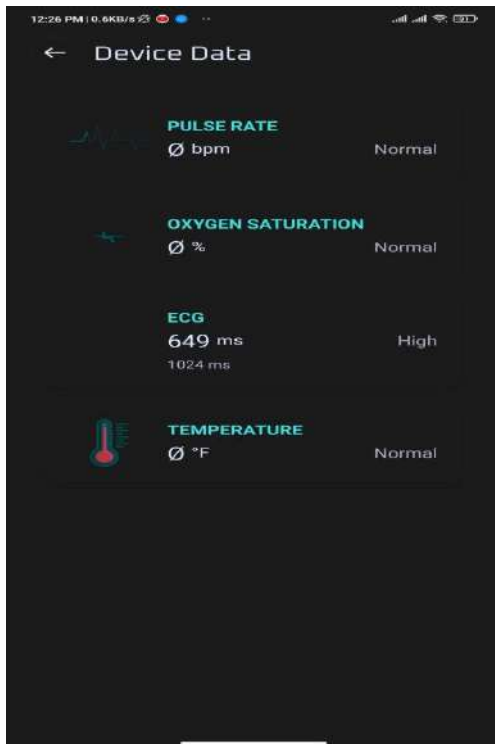 12:26 PM | 0.6KB/s
← Device Data
PULSE RATE
Ø bpm Normal
OXYGEN SATURATION
Ø % Normal
ECG
649 ms High
1024 ms
TEMPERATURE
Ø °F Normal